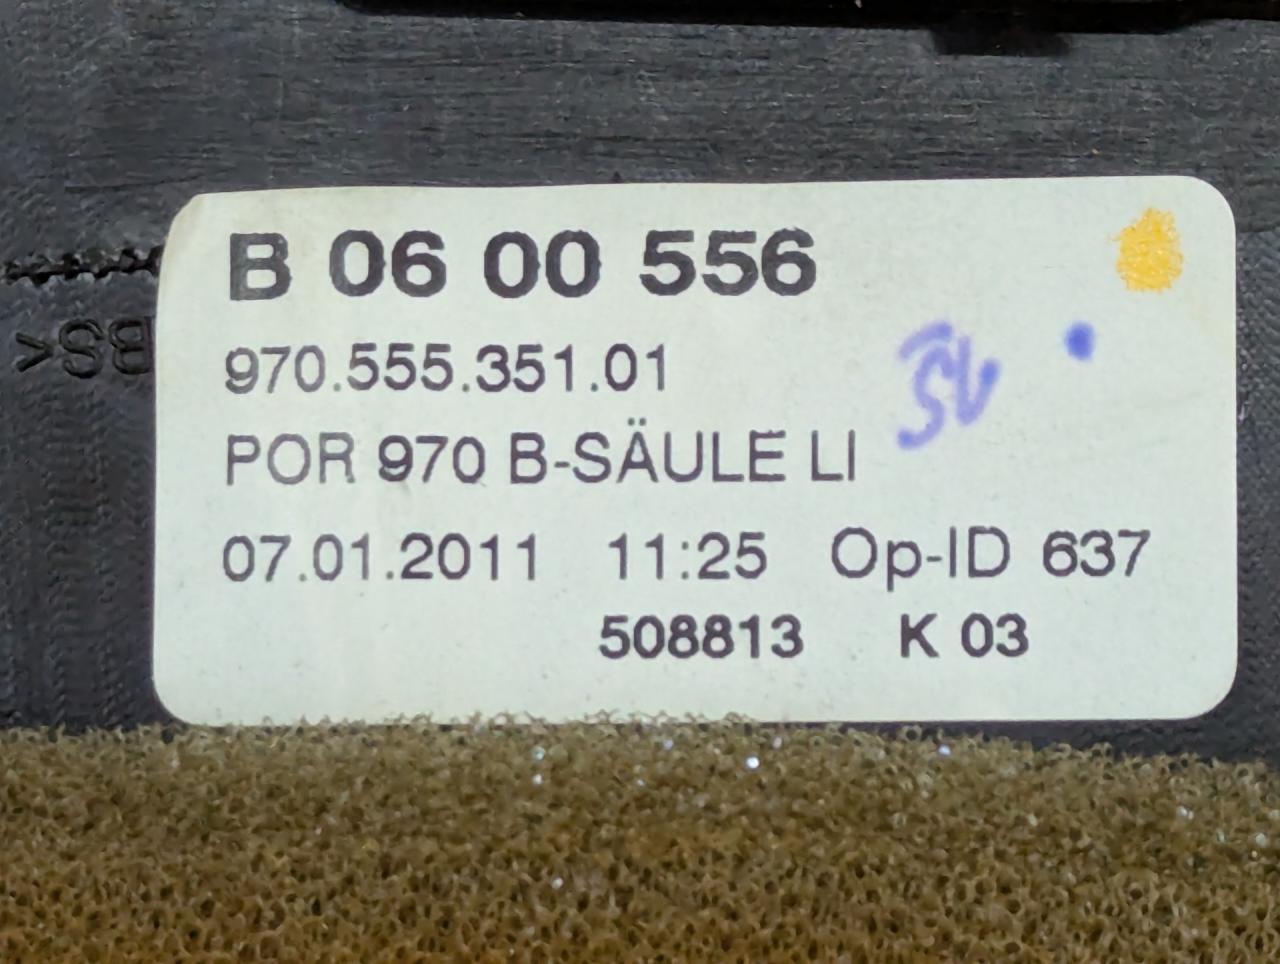 B 06 00 556
970.555.351.01
POR 970 B-SÄULE LI
07.01.2011 11:25 Op-ID 637
508813 K 03
BS<